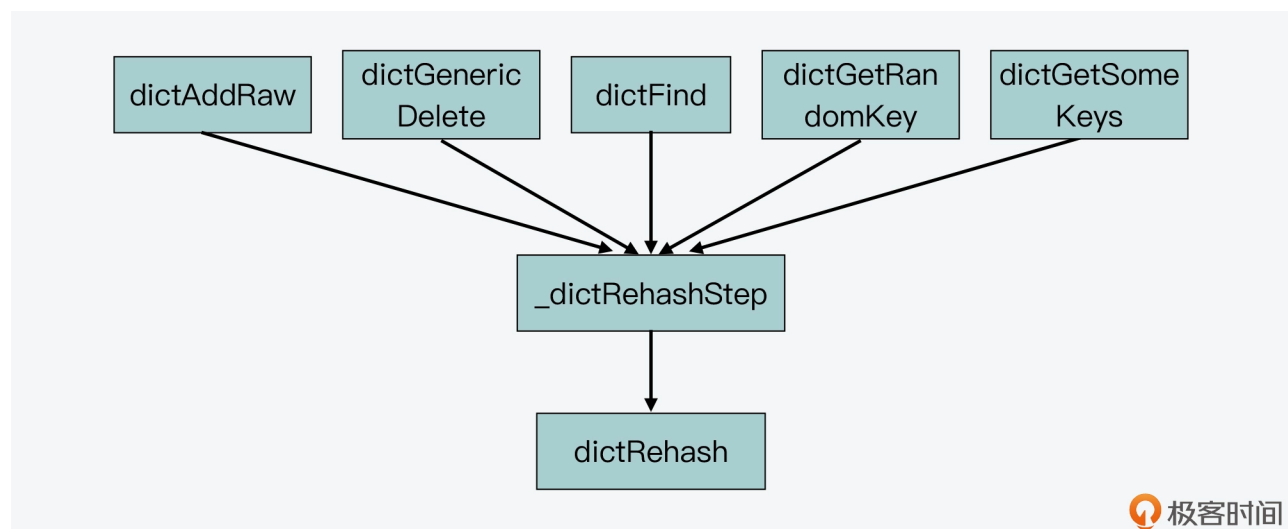 dictAddRaw
dictGeneric
Delete
dictFind
dictGetRan
domKey
dictGetSome
Keys
_dictRehashStep
dictRehash
极客时间